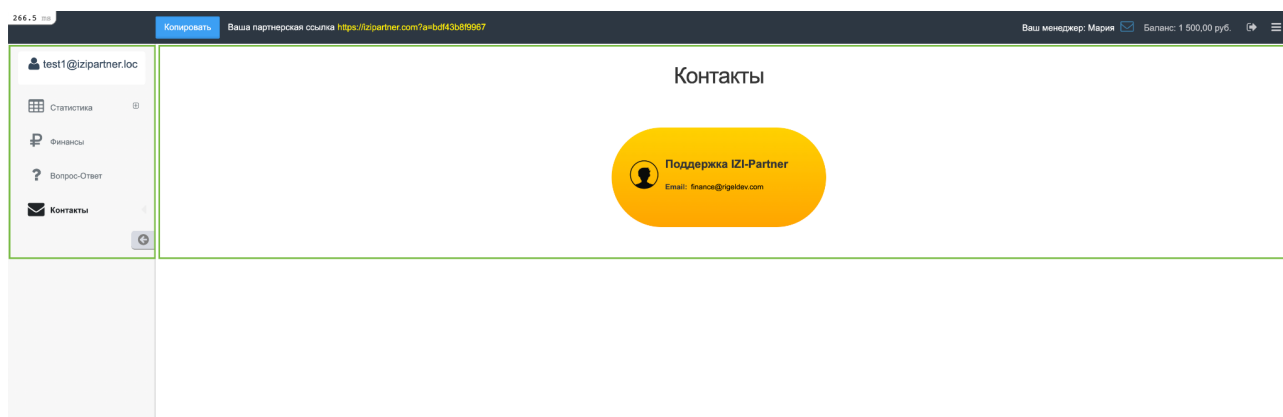 266.5 ms
Копировать Ваша партнерская ссылка https://izipartner.com?a=bdf43b8f9967 Ваш менеджер: Мария Баланс: 1 500,00 руб.
test1@izipartner.loc
Статистика
Финансы
Вопрос-Ответ
Контакты
Контакты
Поддержка IZI-Partner
Email: finance@rigeldev.com